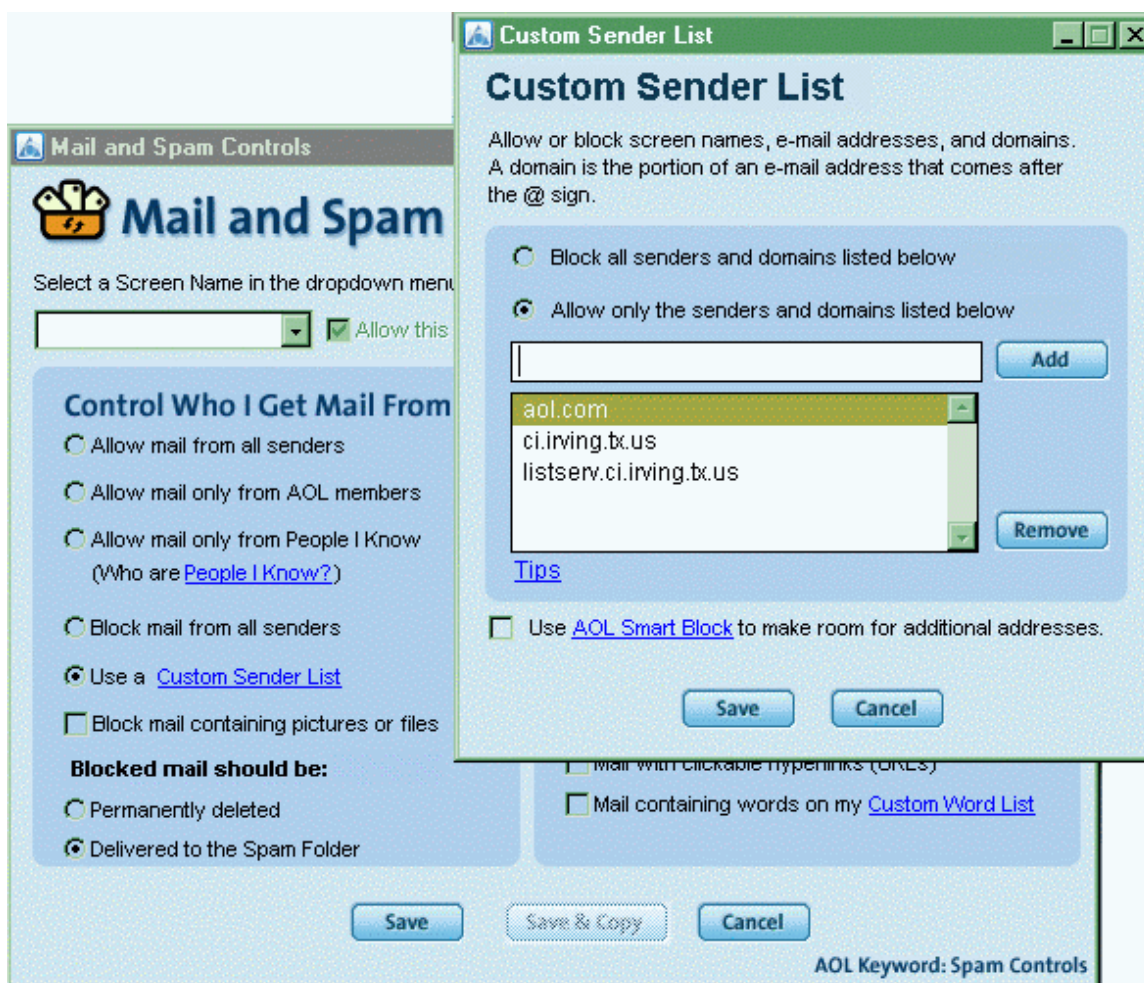 Custom Sender List
Custom Sender List
Allow or block screen names, e-mail addresses, and domains.
A domain is the portion of an e-mail address that comes after
the @ sign.
Block all senders and domains listed below
Allow only the senders and domains listed below
Add
aol.com
ci.irving.tx.us
listserv.ci.irving.tx.us
Remove
Tips
Use AOL Smart Block to make room for additional addresses.
Save Cancel
Mail and Spam Controls
Mail and Spam
Select a Screen Name in the dropdown menu
Allow this
Control Who I Get Mail From
Allow mail from all senders
Allow mail only from AOL members
Allow mail only from People I Know
(Who are People I Know?)
Block mail from all senders
Use a Custom Sender List
Block mail containing pictures or files
Blocked mail should be:
Permanently deleted
Delivered to the Spam Folder
Mail with clickable hyperlinks (URLs)
Mail containing words on my Custom Word List
Save Save & Copy Cancel
AOL Keyword: Spam Controls